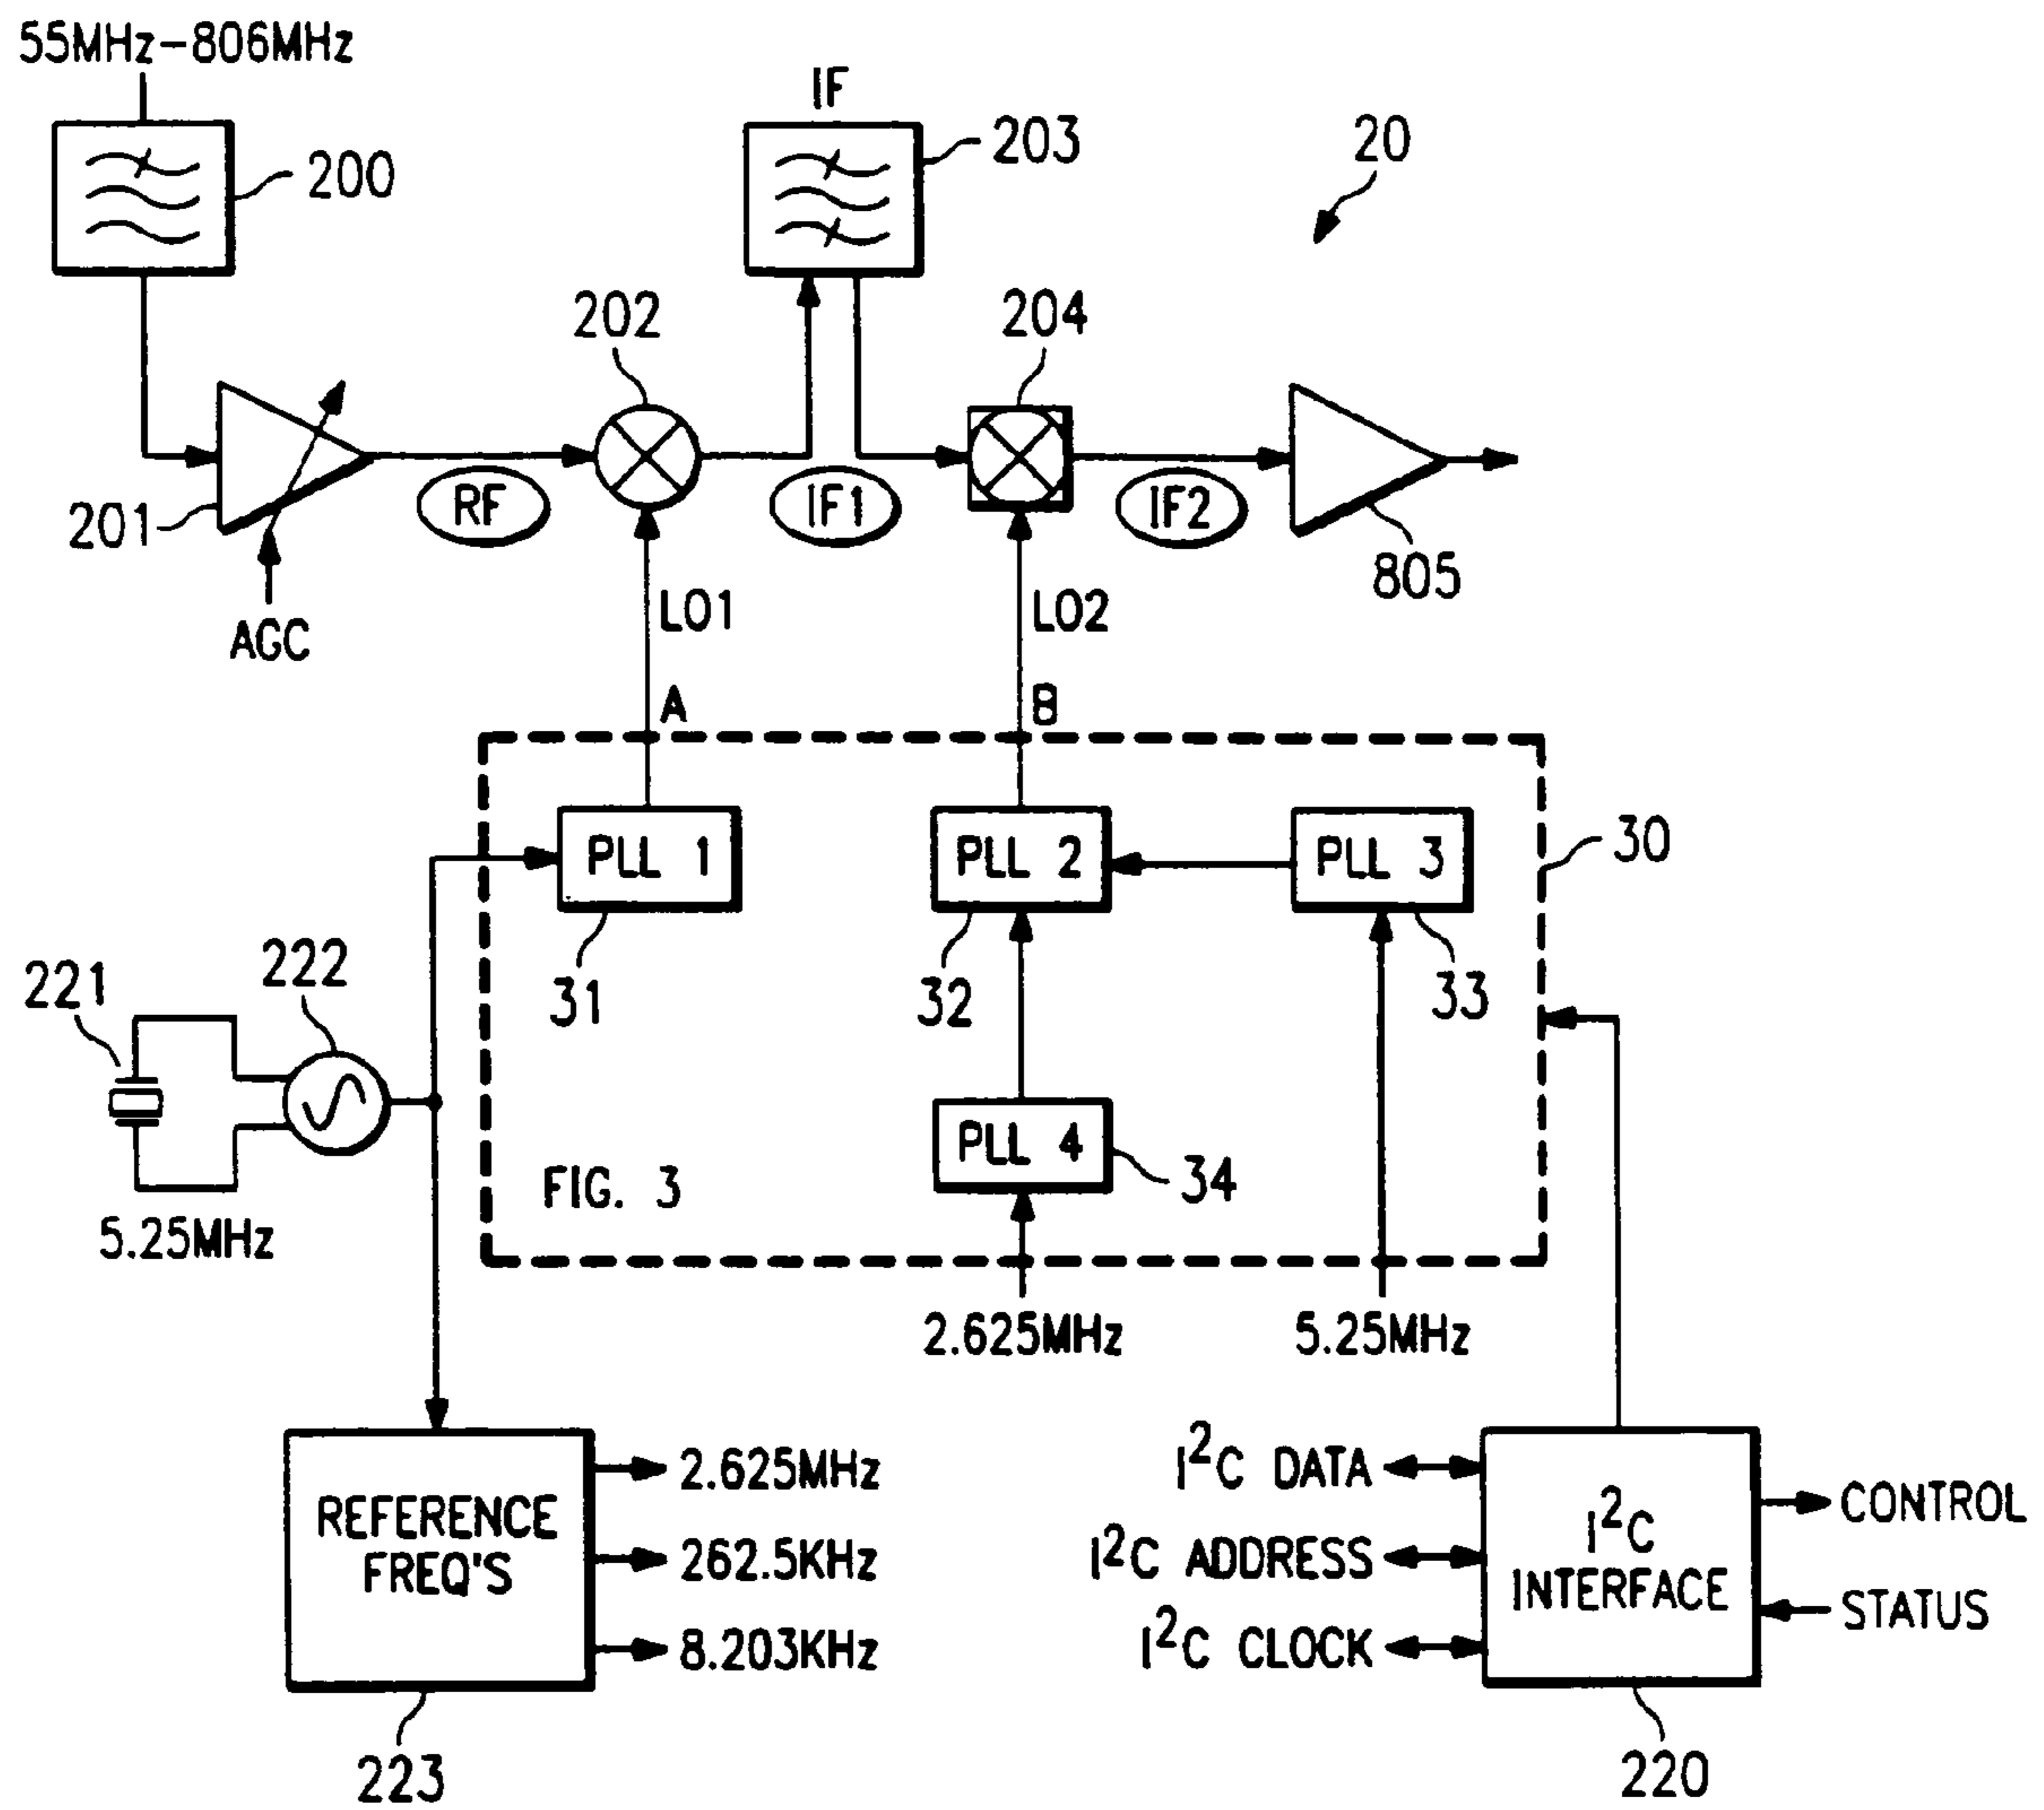 55MHz-806MHz
IF
200
203
20
202
204
201
RF
IF1
IF2
805
AGC
LO1
LO2
A
B
PLL 1
PLL 2
PLL 3
30
31
32
33
221
222
PLL 4
34
FIG. 3
5.25MHz
2.625MHz
5.25MHz
REFERENCE
FREQ'S
2.625MHz
262.5KHz
8.203KHz
I²C DATA
I²C ADDRESS
I²C CLOCK
I²C
INTERFACE
CONTROL
STATUS
223
220